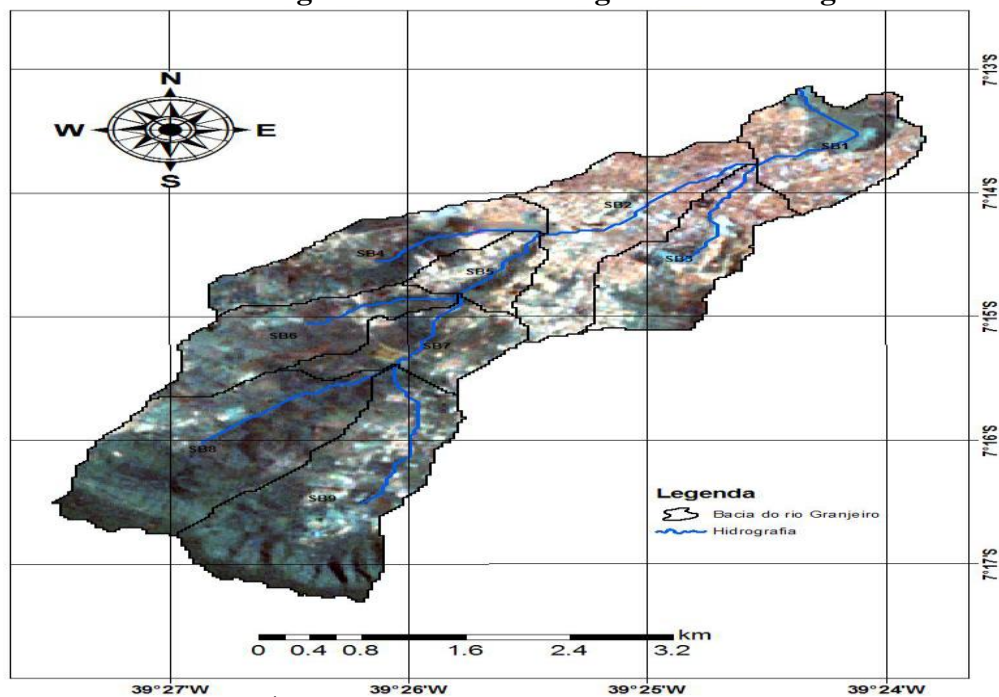 7°13'S
N
W E
S
SB1
7°14'S
SB2
SB4
SB3
SB5
7°15'S
SB6
SB7
7°16'S
SB8
SB9
Legenda
Bacia do rio Granjeiro
Hidrografia
7°17'S
km
0 0.4 0.8 1.6 2.4 3.2
39°27'W 39°26'W 39°25'W 39°24'W